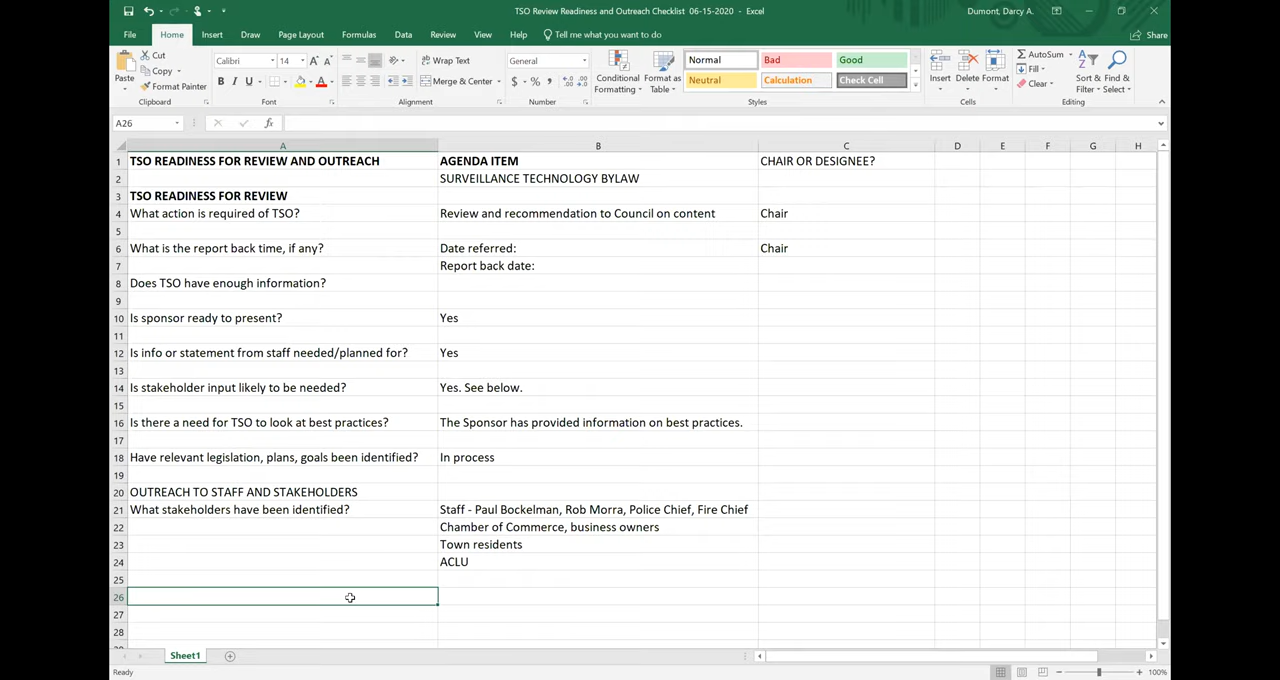 TSO Review Readiness and Outreach Checklist 06-15-2020 - Excel
Dumont, Darcy A.
File Home Insert Draw Page Layout Formulas Data Review View Help Tell me what you want to do Share
Paste Cut Copy Format Painter Clipboard
Calibri 14 B I U Font
Wrap Text Merge & Center Alignment
General $ % , Number
Conditional Formatting Format as Table
Normal Bad Good
Neutral Calculation Check Cell
Styles
Insert Delete Format Cells
AutoSum Fill Clear Sort & Filter Find & Select Editing
A26 fx
A B C D E F G H
1 TSO READINESS FOR REVIEW AND OUTREACH AGENDA ITEM CHAIR OR DESIGNEE?
2 SURVEILLANCE TECHNOLOGY BYLAW
3 TSO READINESS FOR REVIEW
4 What action is required of TSO? Review and recommendation to Council on content Chair
5
6 What is the report back time, if any? Date referred: Chair
7 Report back date:
8 Does TSO have enough information?
9
10 Is sponsor ready to present? Yes
11
12 Is info or statement from staff needed/planned for? Yes
13
14 Is stakeholder input likely to be needed? Yes. See below.
15
16 Is there a need for TSO to look at best practices? The Sponsor has provided information on best practices.
17
18 Have relevant legislation, plans, goals been identified? In process
19
20 OUTREACH TO STAFF AND STAKEHOLDERS
21 What stakeholders have been identified? Staff - Paul Bockelman, Rob Morra, Police Chief, Fire Chief
22 Chamber of Commerce, business owners
23 Town residents
24 ACLU
25
26
27
28
Sheet1
Ready 100%